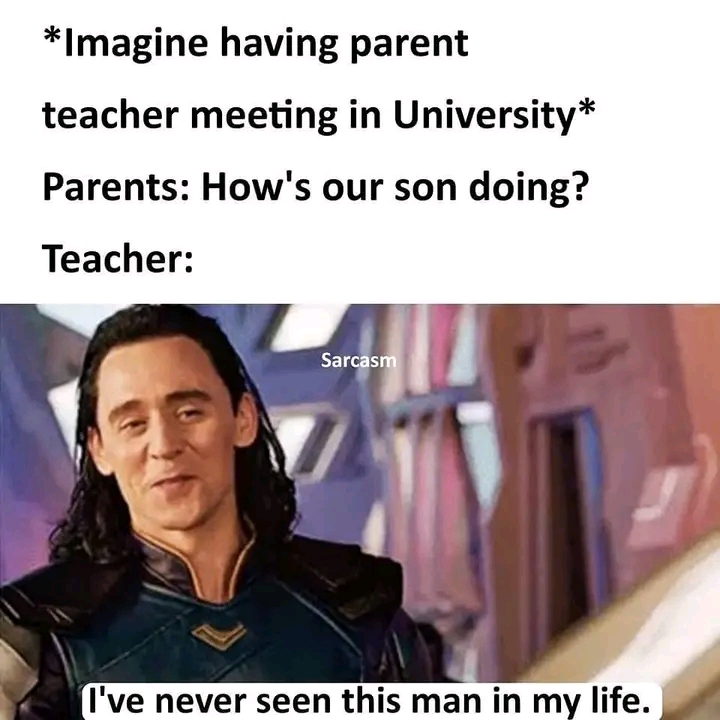 *Imagine having parent
teacher meeting in University*
Parents: How's our son doing?
Teacher:
Sarcasm
I've never seen this man in my life.